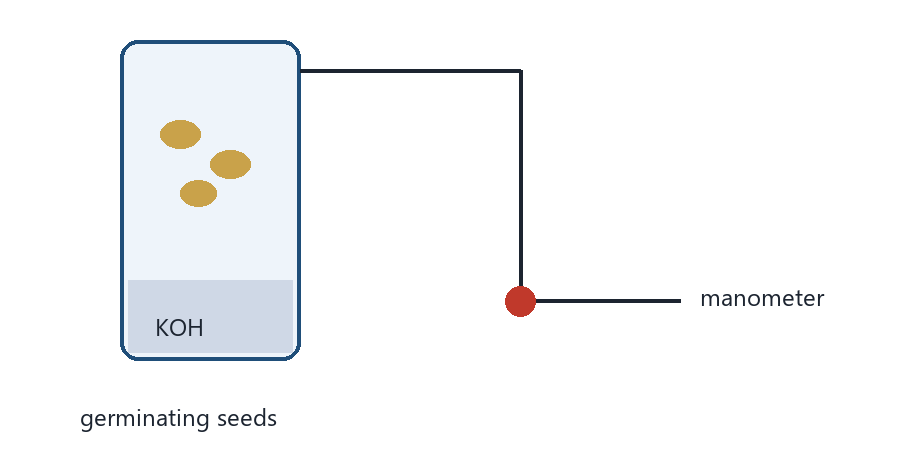 manometer
KOH
germinating seeds